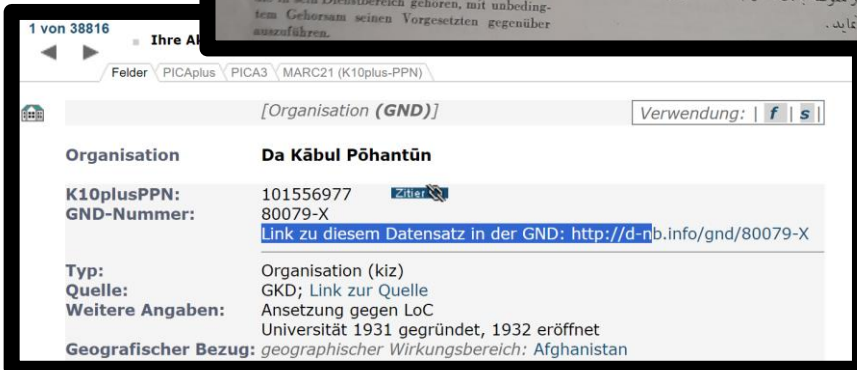 in sein Dienstbereich gehören, mit unbeding-
tem Gehorsam seinen Vorgesetzten gegenüber
auszuführen.
1 von 38816
Ihre Ak
Felder PICAplus PICA3 MARC21 (K10plus-PPN)
[Organisation (GND)] Verwendung: | f | s |
Organisation Da Kābul Pōhantūn
K10plusPPN: 101556977 Zitier
GND-Nummer: 80079-X
Link zu diesem Datensatz in der GND: http://d-nb.info/gnd/80079-X
Typ: Organisation (kiz)
Quelle: GKD; Link zur Quelle
Weitere Angaben: Ansetzung gegen LoC
Universität 1931 gegründet, 1932 eröffnet
Geografischer Bezug: geographischer Wirkungsbereich: Afghanistan